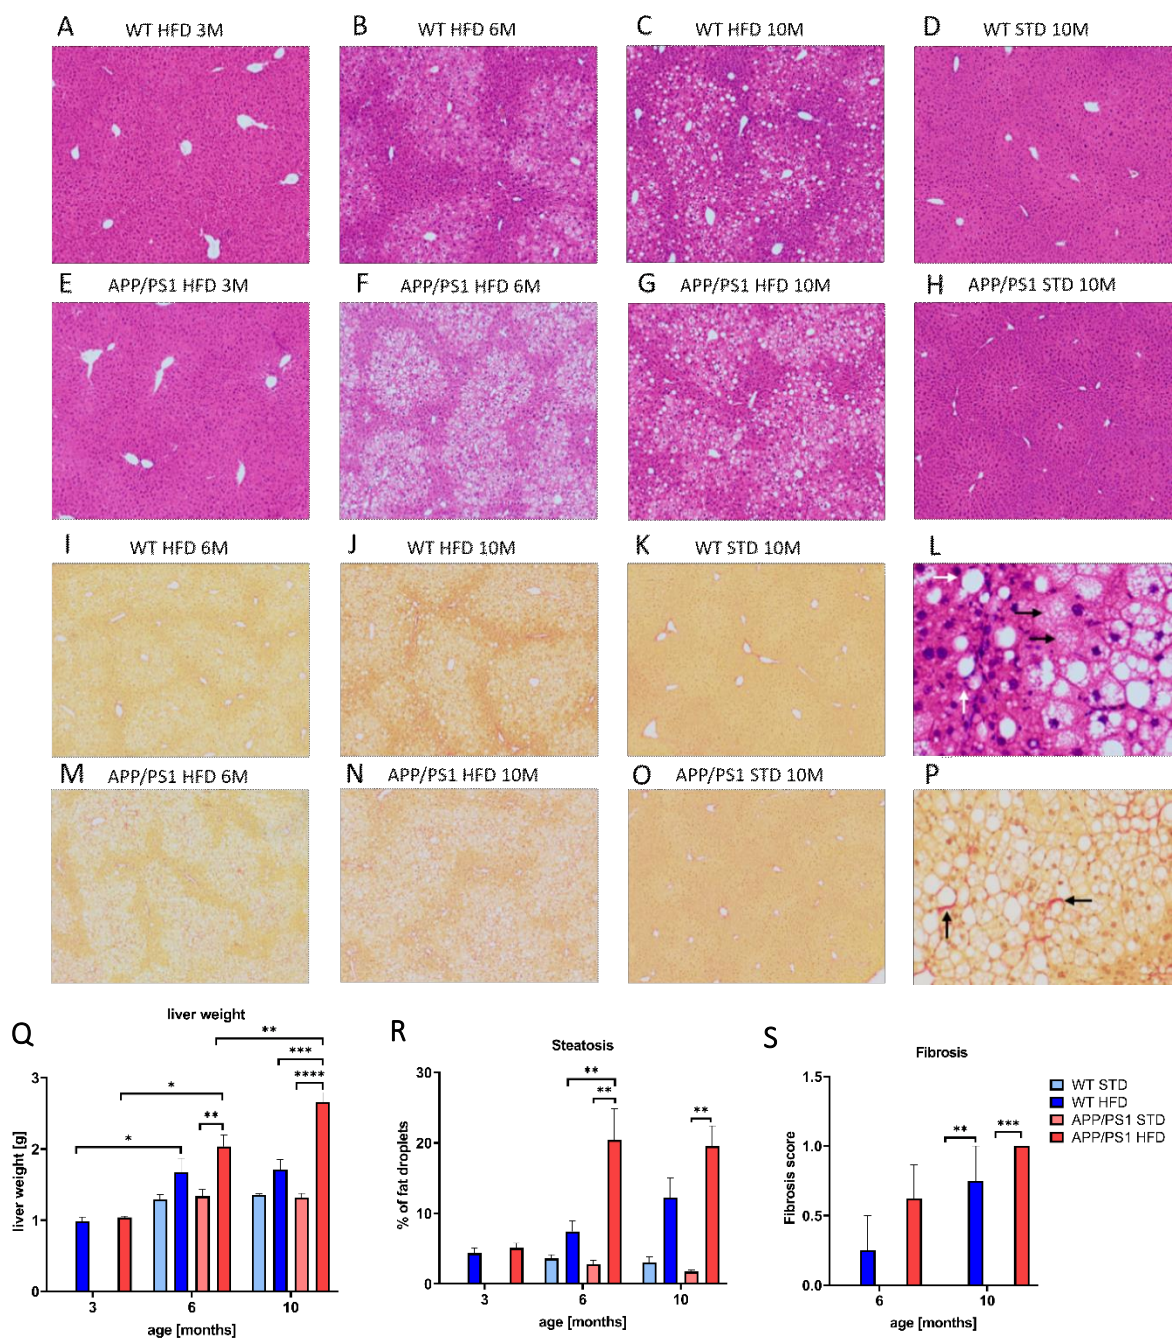 A WT HFD 3M
B WT HFD 6M
C WT HFD 10M
D WT STD 10M
E APP/PS1 HFD 3M
F APP/PS1 HFD 6M
G APP/PS1 HFD 10M
H APP/PS1 STD 10M
I WT HFD 6M
J WT HFD 10M
K WT STD 10M
L
M APP/PS1 HFD 6M
N APP/PS1 HFD 10M
O APP/PS1 STD 10M
P
Q
liver weight
**
***
****
*
**
*
3
2
1
0
liver weight [g]
3 6 10
age [months]
R
Steatosis
**
**
**
30
20
10
0
% of fat droplets
3 6 10
age [months]
S
Fibrosis
**
***
1.5
1.0
0.5
0.0
Fibrosis score
6 10
age [months]
WT STD
WT HFD
APP/PS1 STD
APP/PS1 HFD